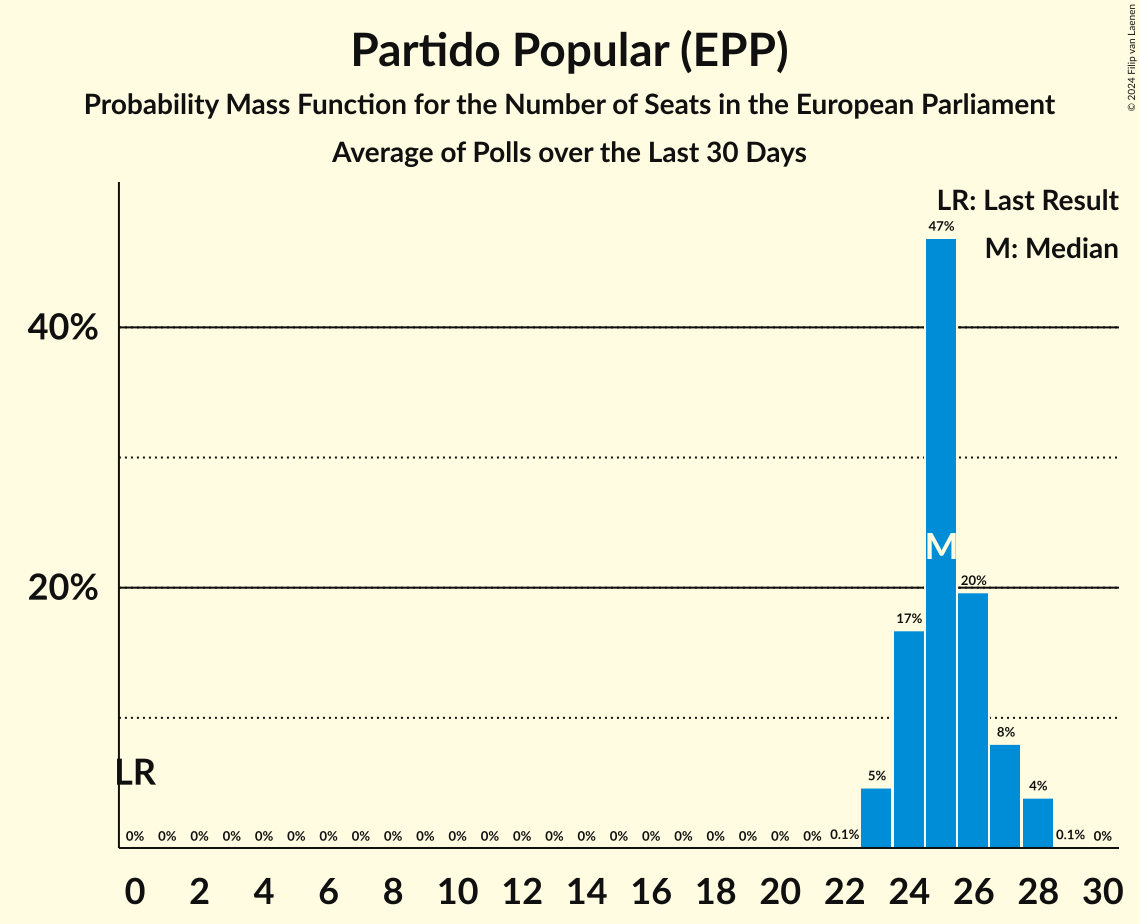 Partido Popular (EPP)
Probability Mass Function for the Number of Seats in the European Parliament
Average of Polls over the Last 30 Days
© 2024 Filip van Laenen
LR: Last Result
M: Median
47%
40%
M
20%
20%
17%
8%
LR
5%
4%
0% 0% 0% 0% 0% 0% 0% 0% 0% 0% 0% 0% 0% 0% 0% 0% 0% 0% 0% 0% 0% 0% 0.1% 0.1% 0%
0 2 4 6 8 10 12 14 16 18 20 22 24 26 28 30